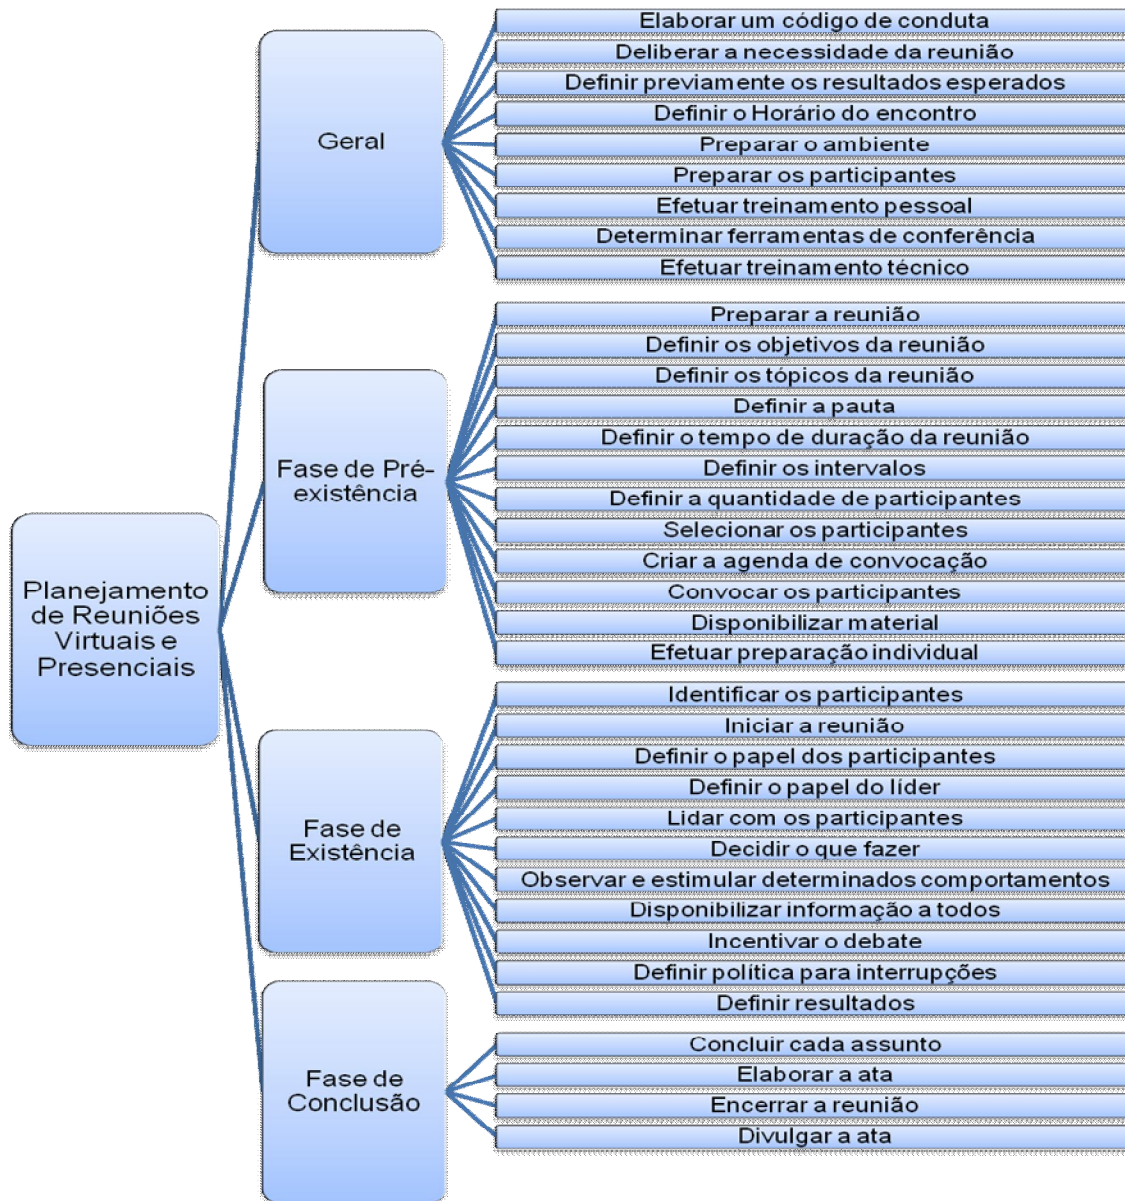 Planejamento
de Reuniões
Virtuais e
Presenciais
Geral
Elaborar um código de conduta
Deliberar a necessidade da reunião
Definir previamente os resultados esperados
Definir o Horário do encontro
Preparar o ambiente
Preparar os participantes
Efetuar treinamento pessoal
Determinar ferramentas de conferência
Efetuar treinamento técnico
Fase de Pré-
existência
Preparar a reunião
Definir os objetivos da reunião
Definir os tópicos da reunião
Definir a pauta
Definir o tempo de duração da reunião
Definir os intervalos
Definir a quantidade de participantes
Selecionar os participantes
Criar a agenda de convocação
Convocar os participantes
Disponibilizar material
Efetuar preparação individual
Fase de
Existência
Identificar os participantes
Iniciar a reunião
Definir o papel dos participantes
Definir o papel do líder
Lidar com os participantes
Decidir o que fazer
Observar e estimular determinados comportamentos
Disponibilizar informação a todos
Incentivar o debate
Definir política para interrupções
Definir resultados
Fase de
Conclusão
Concluir cada assunto
Elaborar a ata
Encerrar a reunião
Divulgar a ata